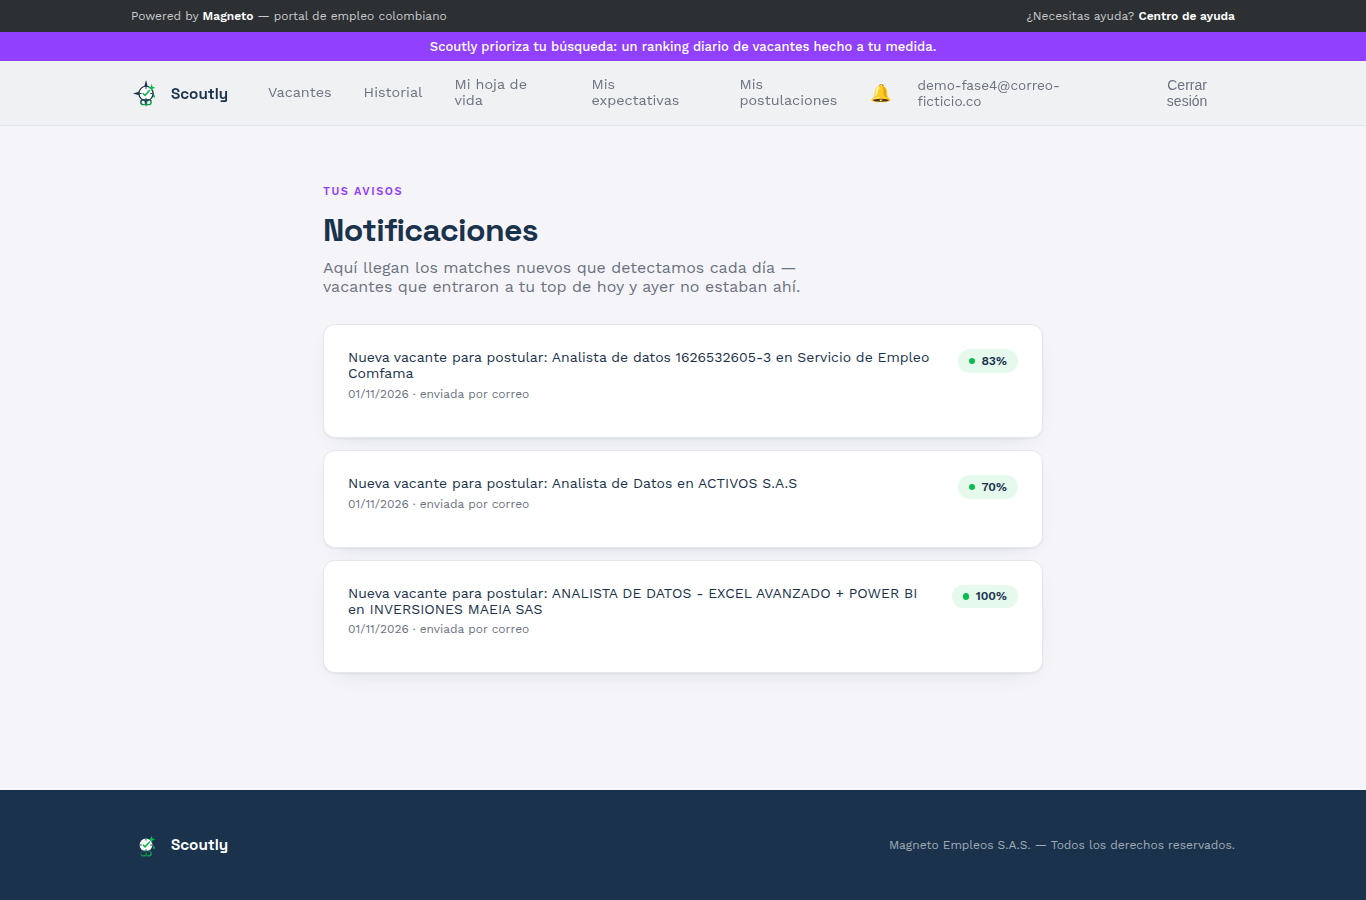 Powered by Magneto — portal de empleo colombiano
¿Necesitas ayuda? Centro de ayuda
Scoutly prioriza tu búsqueda: un ranking diario de vacantes hecho a tu medida.
Scoutly
Vacantes
Historial
Mi hoja de
vida
Mis
expectativas
Mis
postulaciones
demo-fase4@correo-
ficticio.co
Cerrar
sesión
TUS AVISOS
Notificaciones
Aquí llegan los matches nuevos que detectamos cada día —
vacantes que entraron a tu top de hoy y ayer no estaban ahí.
Nueva vacante para postular: Analista de datos 1626532605-3 en Servicio de Empleo
Comfama
83%
01/11/2026 · enviada por correo
Nueva vacante para postular: Analista de Datos en ACTIVOS S.A.S
70%
01/11/2026 · enviada por correo
Nueva vacante para postular: ANALISTA DE DATOS - EXCEL AVANZADO + POWER BI
en INVERSIONES MAEIA SAS
100%
01/11/2026 · enviada por correo
Scoutly
Magneto Empleos S.A.S. — Todos los derechos reservados.